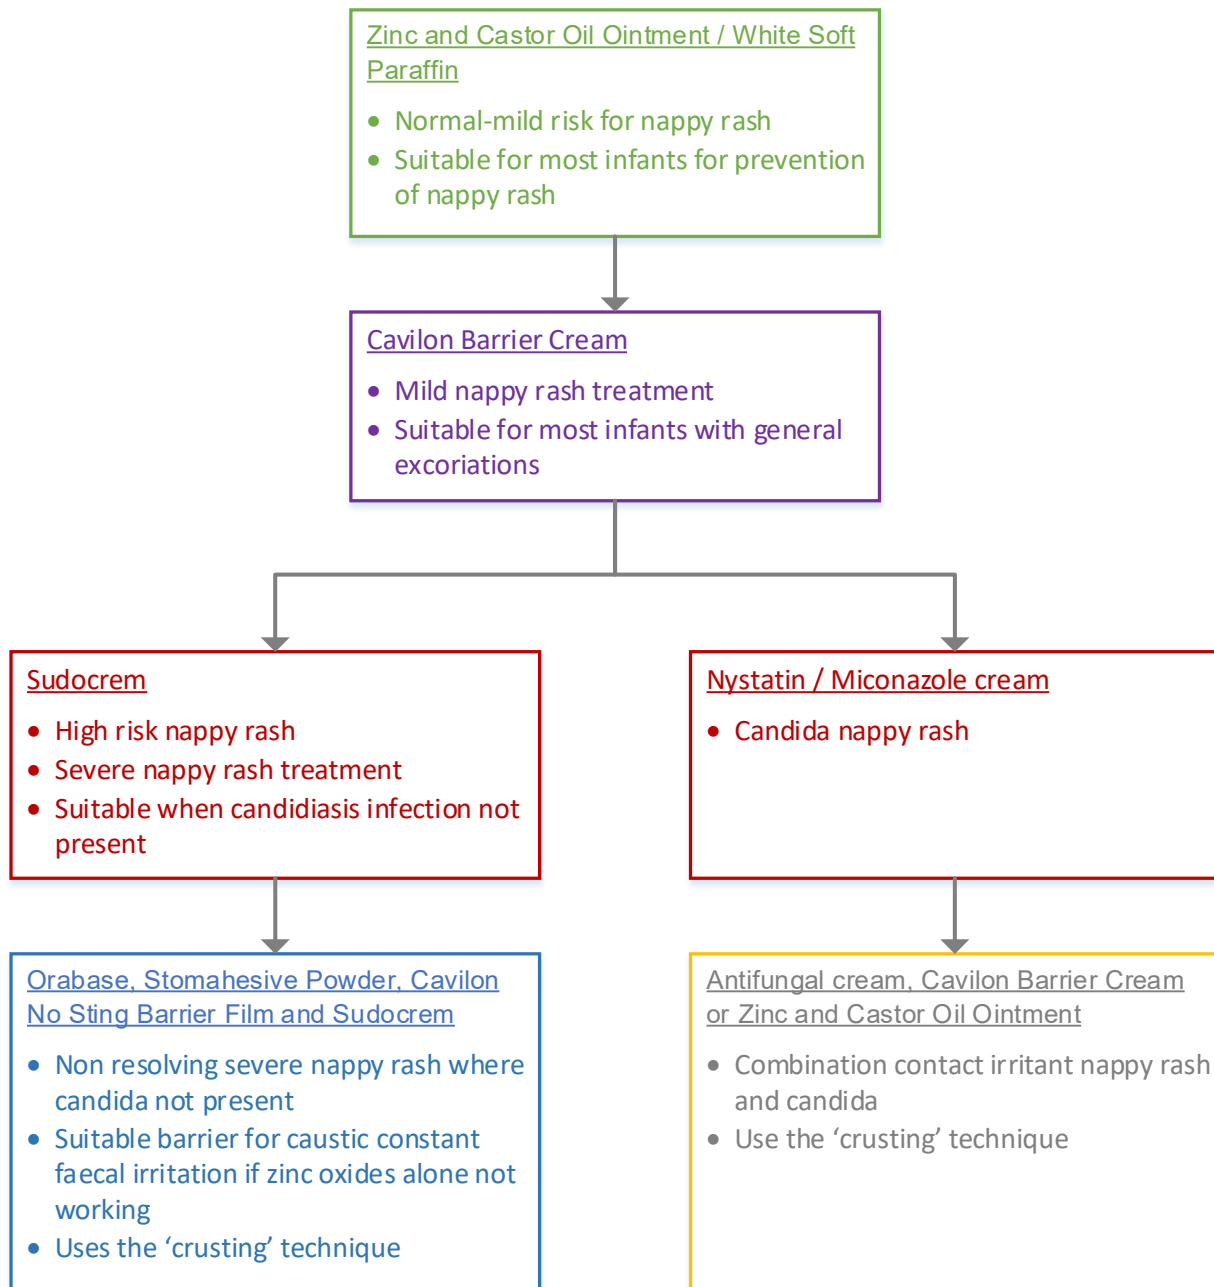 Zinc and Castor Oil Ointment / White Soft
Paraffin
• Normal-mild risk for nappy rash
• Suitable for most infants for prevention
of nappy rash
Cavilon Barrier Cream
• Mild nappy rash treatment
• Suitable for most infants with general
excoriations
Sudocrem
• High risk nappy rash
• Severe nappy rash treatment
• Suitable when candidiasis infection not
present
Nystatin / Miconazole cream
• Candida nappy rash
Orabase, Stomahesive Powder, Cavilon
No Sting Barrier Film and Sudocrem
• Non resolving severe nappy rash where
candida not present
• Suitable barrier for caustic constant
faecal irritation if zinc oxides alone not
working
• Uses the ‘crusting’ technique
Antifungal cream, Cavilon Barrier Cream
or Zinc and Castor Oil Ointment
• Combination contact irritant nappy rash
and candida
• Use the ‘crusting’ technique